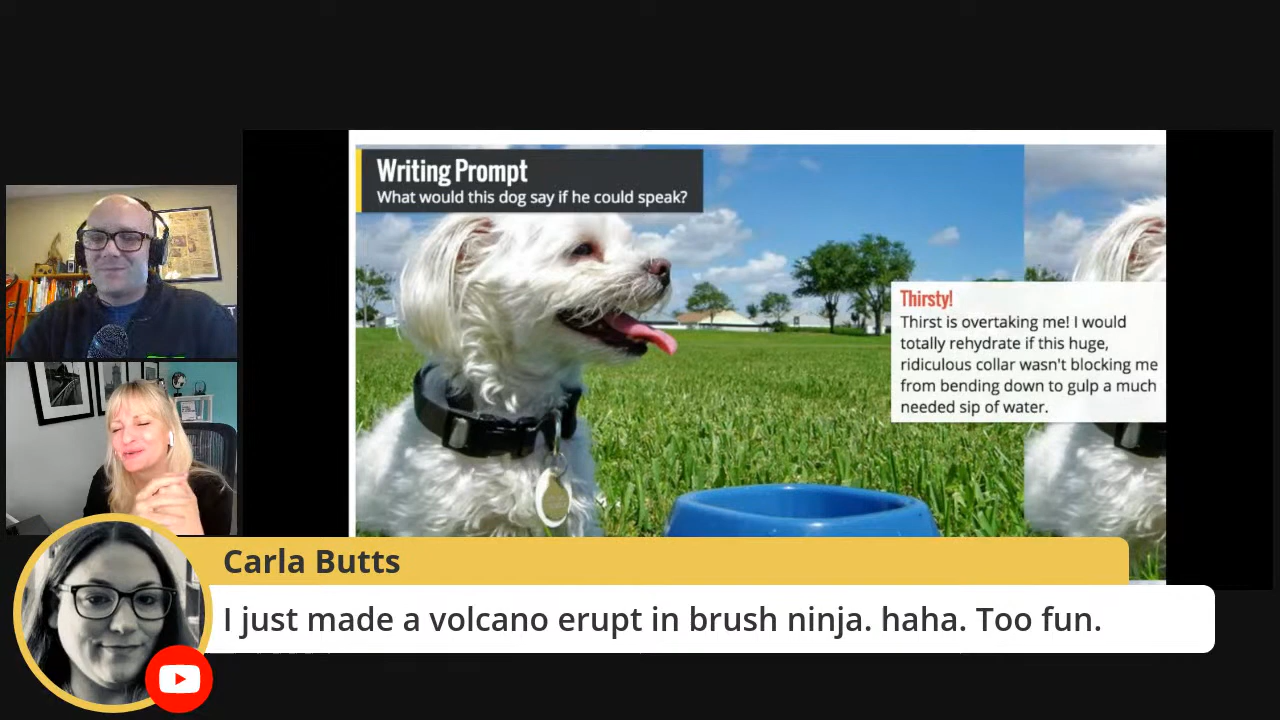 Writing Prompt
What would this dog say if he could speak?
Thirsty!
Thirst is overtaking me! I would
totally rehydrate if this huge,
ridiculous collar wasn't blocking me
from bending down to gulp a much
needed sip of water.
Carla Butts
I just made a volcano erupt in brush ninja. haha. Too fun.